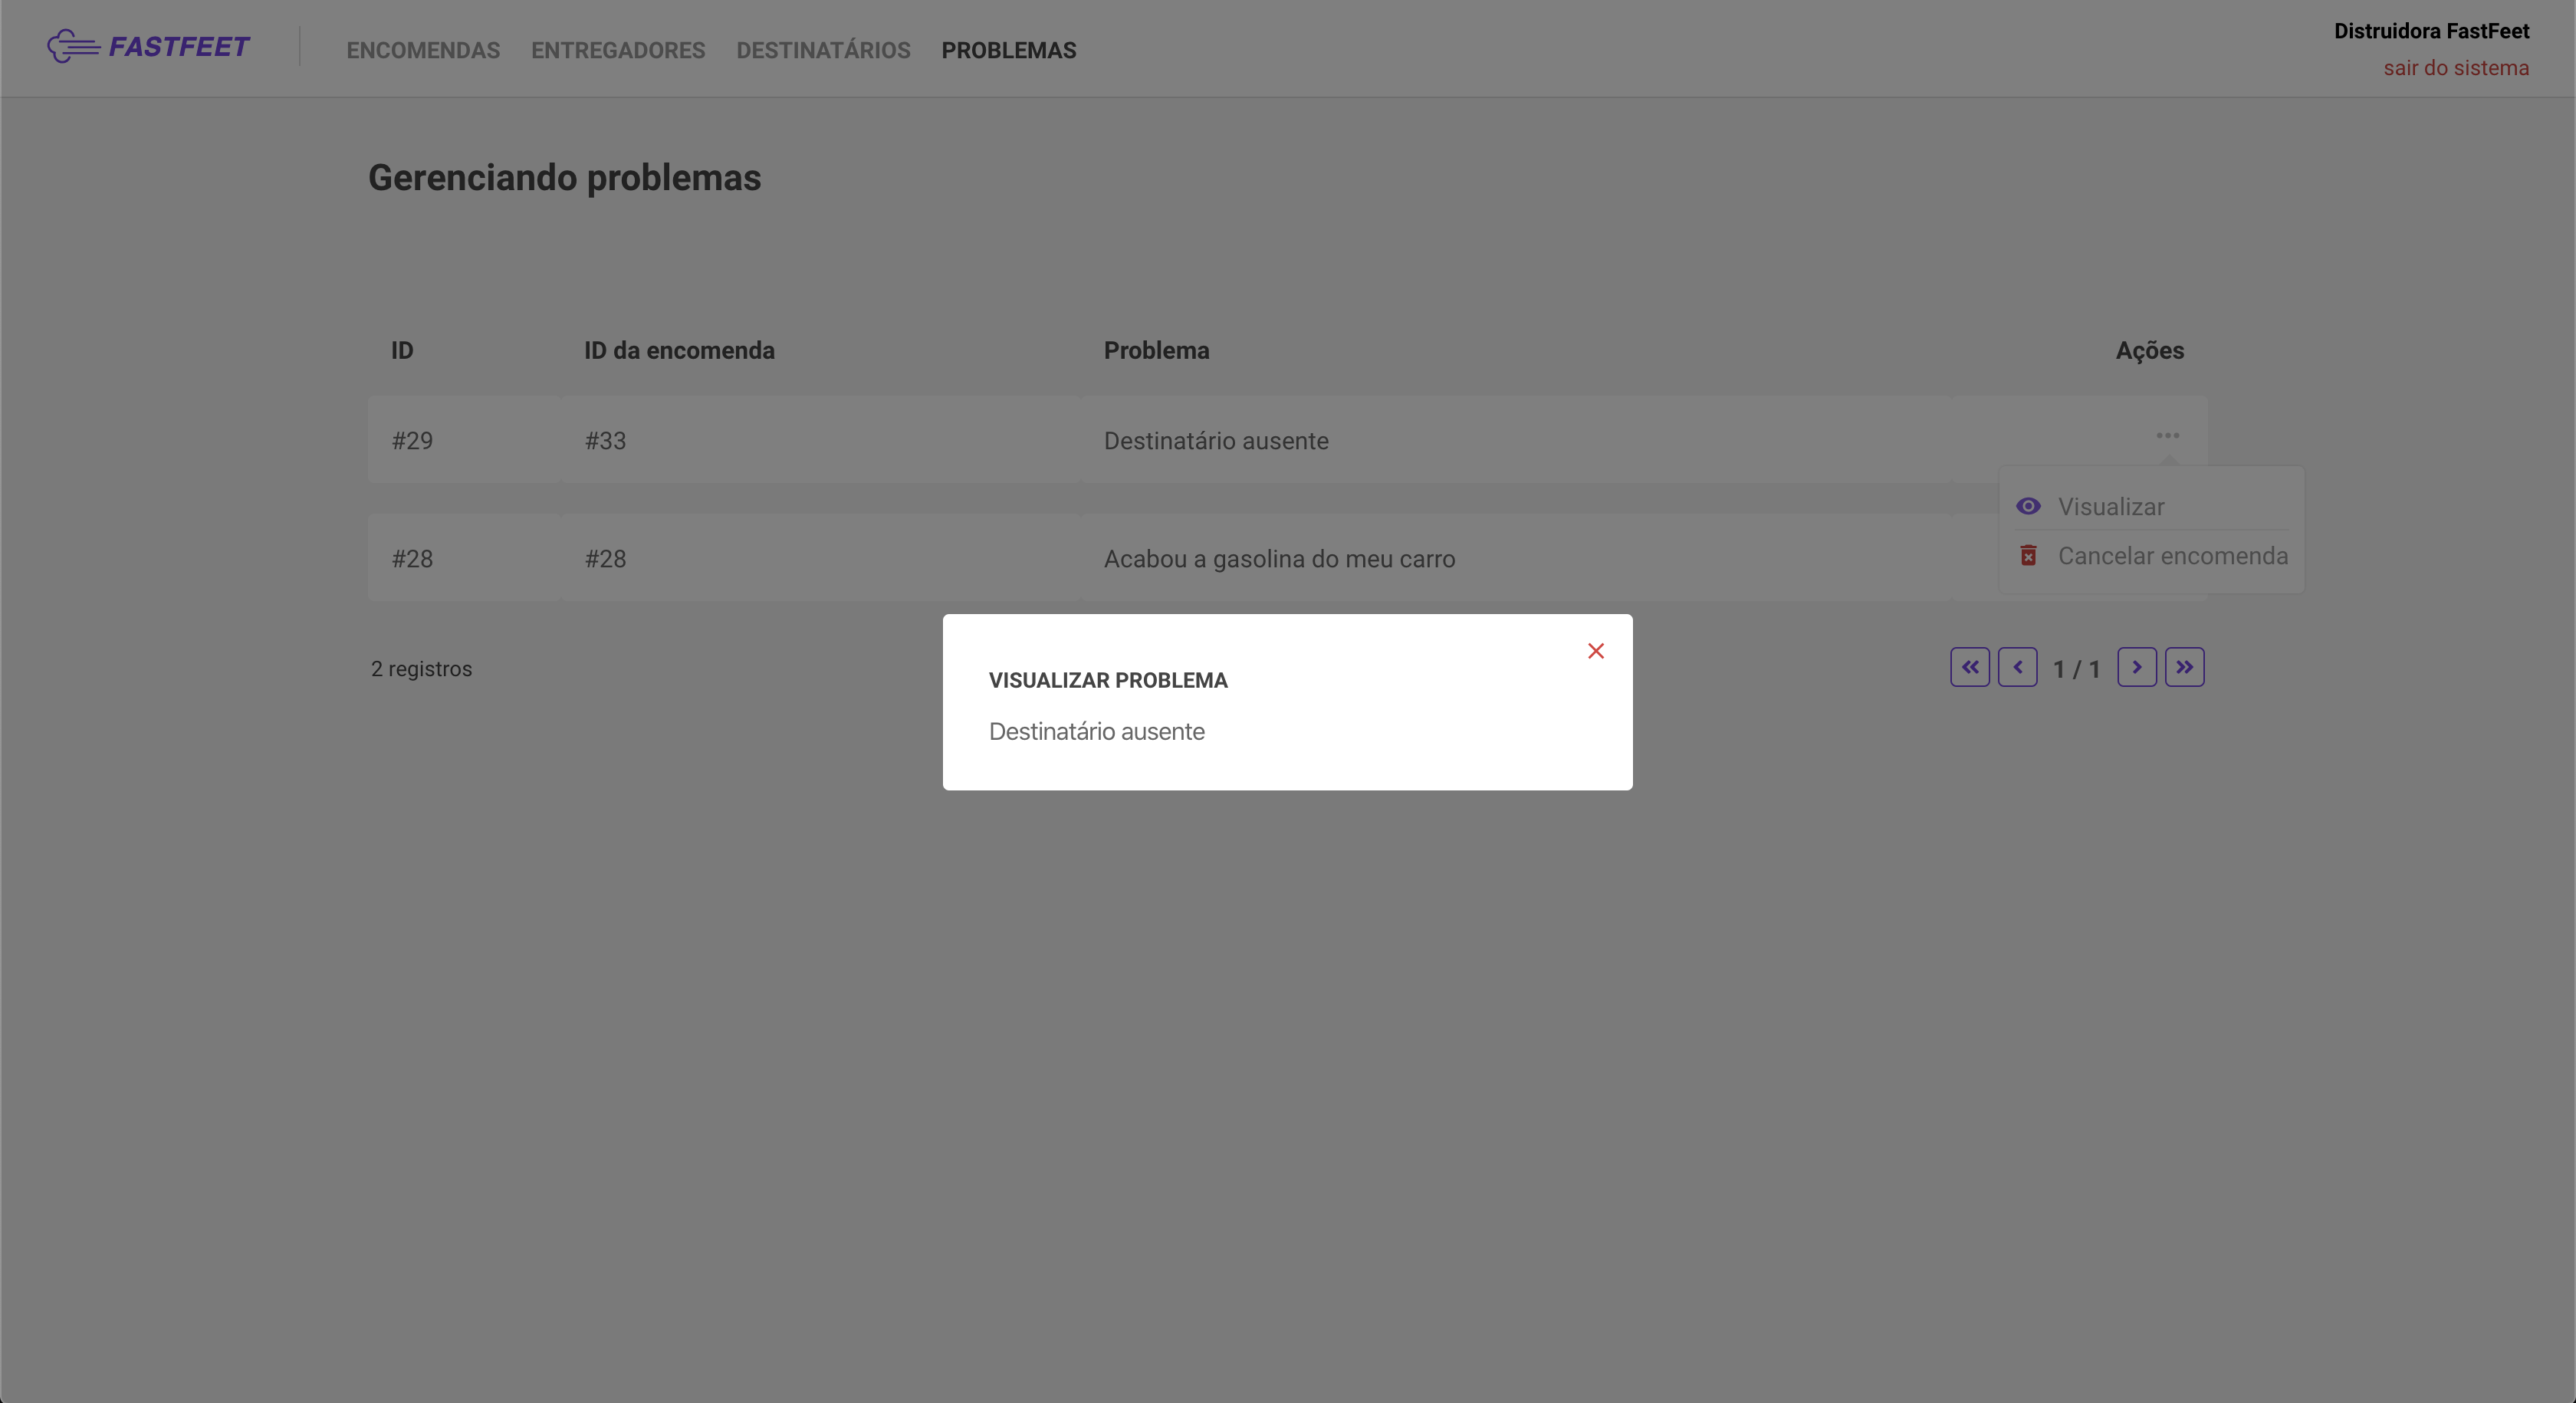 FASTFEET
ENCOMENDAS ENTREGADORES DESTINATÁRIOS PROBLEMAS
Distruidora FastFeet
sair do sistema
Gerenciando problemas
ID ID da encomenda Problema Ações
#29 #33 Destinatário ausente
Visualizar
Cancelar encomenda
#28 #28 Acabou a gasolina do meu carro
2 registros
1 / 1
VISUALIZAR PROBLEMA
Destinatário ausente